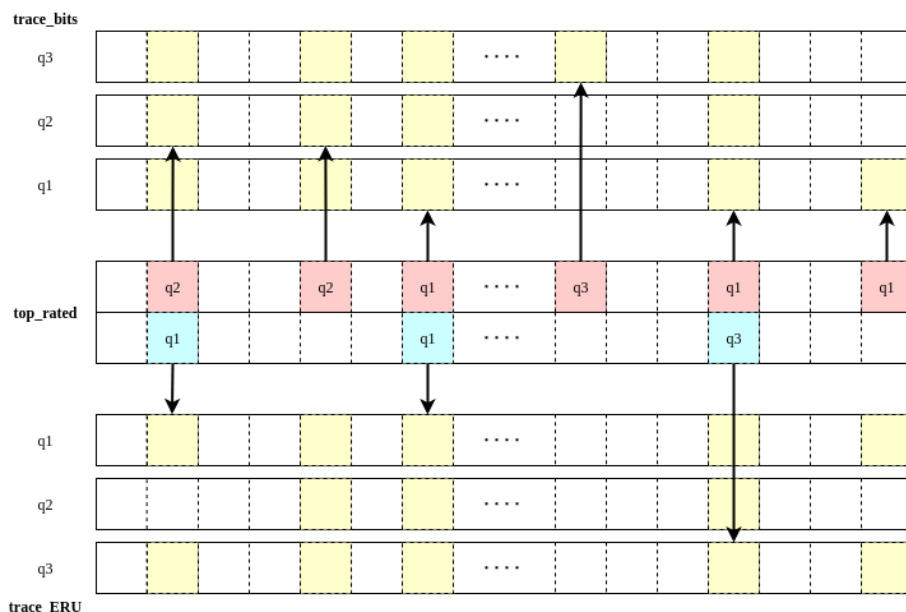 trace_bits
q3 ....
q2 ....
q1 ....
q2 q2 q1 .... q3 q1 q1
top_rated
q1 q1 .... q3
q1 ....
q2 ....
q3 ....
trace_ERU